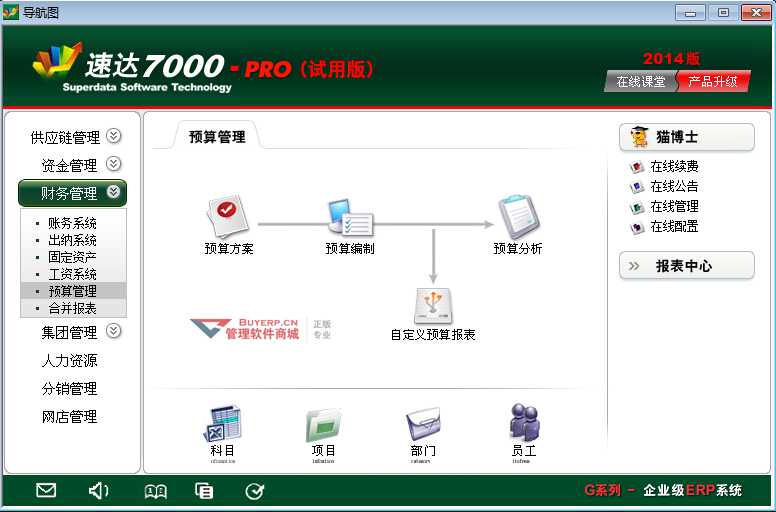 导航图
速达7000-PRO(试用版)
Superdata Software Technology
2014版
在线课堂 产品升级
供应链管理
资金管理
财务管理
账务系统
出纳系统
固定资产
工资系统
预算管理
合并报表
集团管理
人力资源
分销管理
网店管理
预算管理
预算方案
预算编制
预算分析
自定义预算报表
BUYERP.CN
管理软件商城
正版
专业
科目
项目
部门
员工
猫博士
在线续费
在线公告
在线管理
在线配置
报表中心
G系列 - 企业级ERP系统